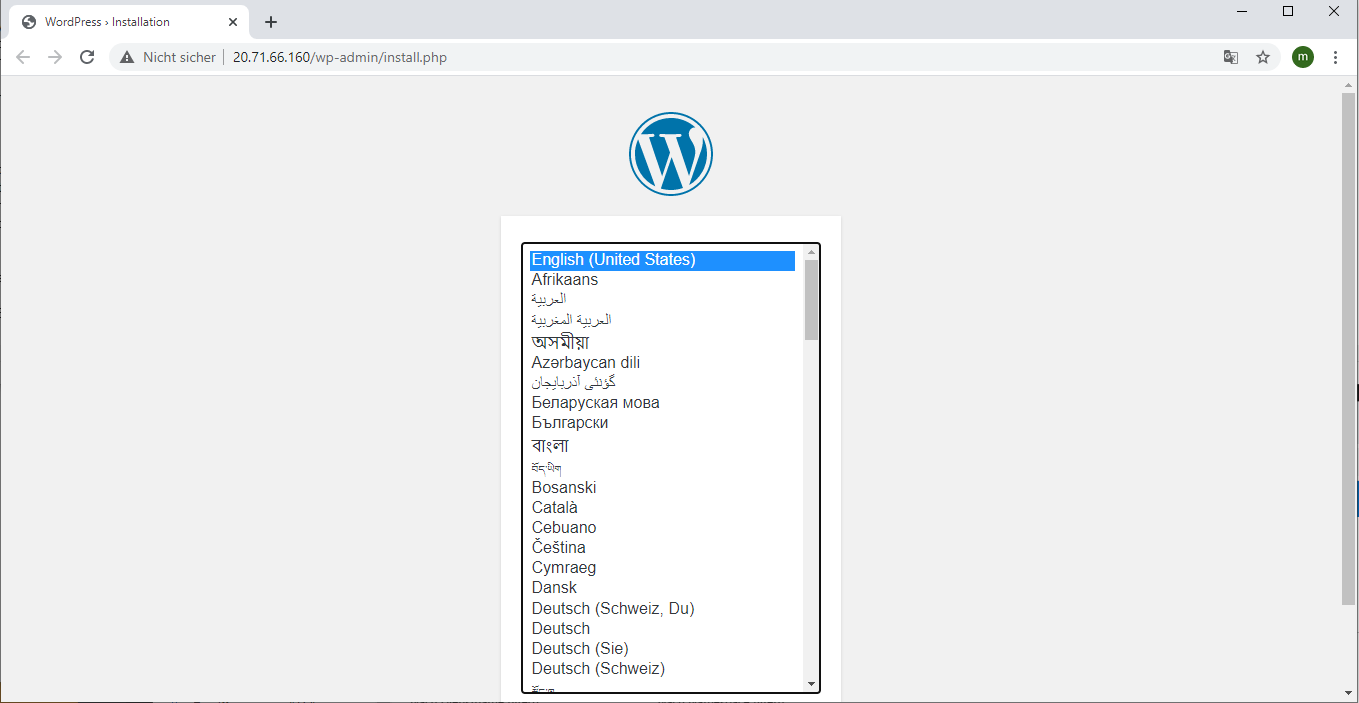 WordPress › Installation
Nicht sicher
20.71.66.160/wp-admin/install.php
m
English (United States)
Afrikaans
العربية
العربية المغربية
অসমীয়া
Azərbaycan dili
گؤنئی آذربایجان
Беларуская мова
Български
বাংলা
བོད་ཡིག
Bosanski
Català
Cebuano
Čeština
Cymraeg
Dansk
Deutsch (Schweiz, Du)
Deutsch
Deutsch (Sie)
Deutsch (Schweiz)